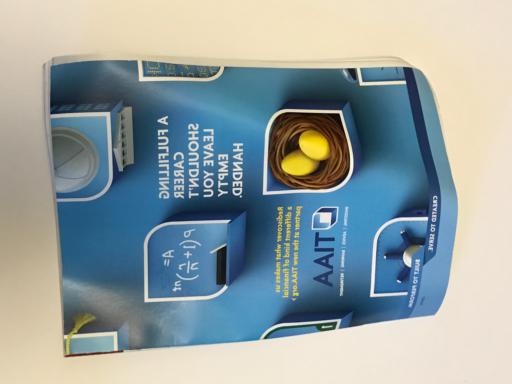 A FULFILLING
CAREER
SHOULDN'T
LEAVE YOU
EMPTY
HANDED.
A=
P(1+r/n)^nt
Rediscover what makes us
a different kind of financial
partner at the new TIAA.org
TIAA
CREATED TO SERVE
BUILT TO PERFORM